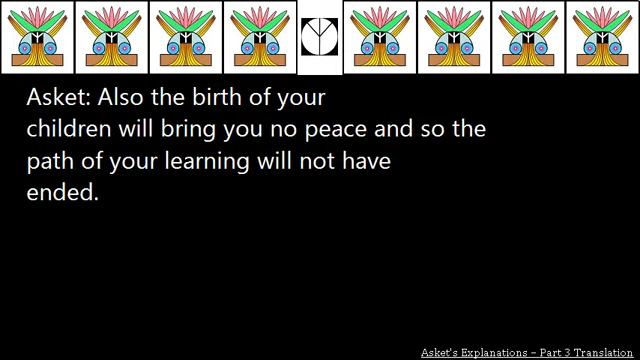 Asket: Also the birth of your
children will bring you no peace and so the
path of your learning will not have
ended.
Asket's Explanations – Part 3 Translation